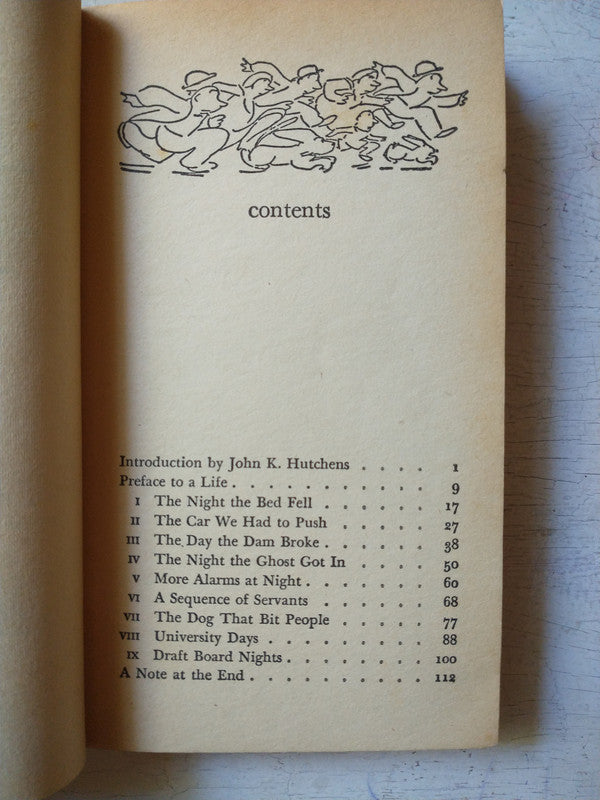 contents
Introduction by John K. Hutchens . . . . 1
Preface to a Life . . . . . . . . . . . 9
I The Night the Bed Fell . . . . . . 17
II The Car We Had to Push . . . . . 27
III The Day the Dam Broke . . . . . . 38
IV The Night the Ghost Got In . . . . 50
V More Alarms at Night . . . . . . . 60
VI A Sequence of Servants . . . . . . 68
VII The Dog That Bit People . . . . . 77
VIII University Days . . . . . . . . . 88
IX Draft Board Nights . . . . . . . . 100
A Note at the End . . . . . . . . . . 112